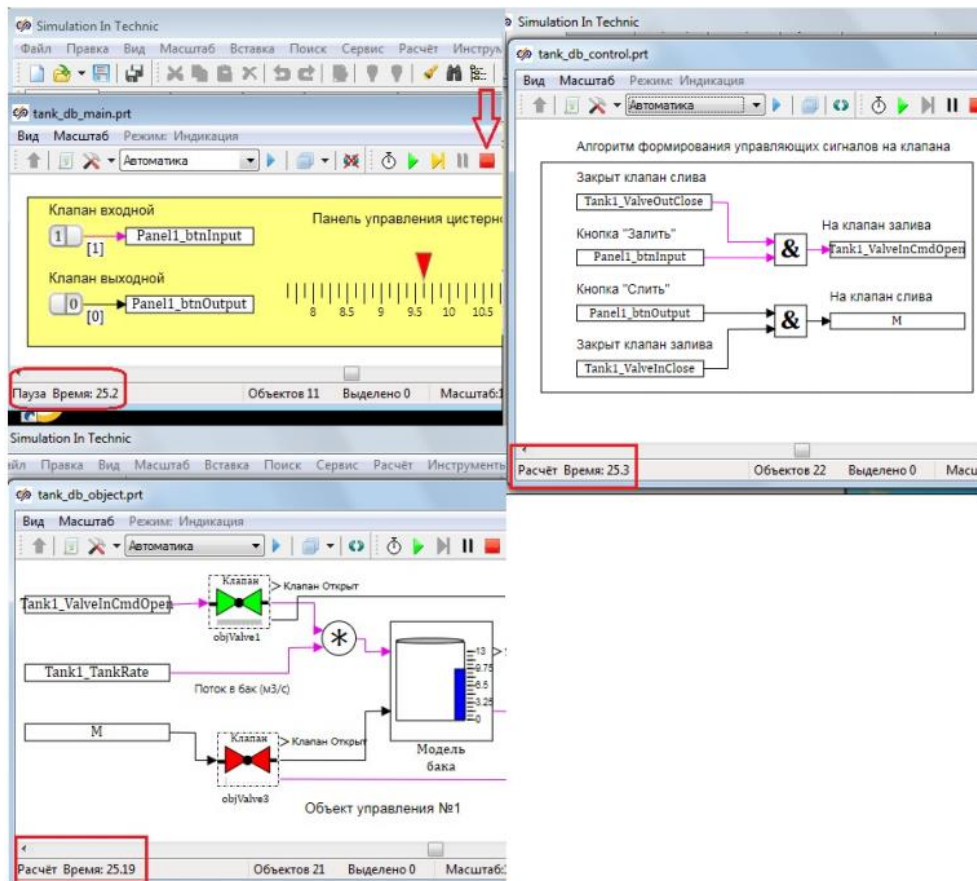 Simulation In Technic
Файл Правка Вид Масштаб Вставка Поиск Сервис Расчёт
tank_db_main.prt
Вид Масштаб Режим: Индикация
Автоматика
Клапан входной
1
Panel1_btnInput
[1]
Клапан выходной
0
Panel1_btnOutput
[0]
Панель управления
8 8.5 9 9.5 10 10.5
Пауза Время: 25.2 Объектов 11 Выделено 0
Simulation In Technic
tank_db_control.prt
Вид Масштаб Режим: Индикация
Автоматика
Алгоритм формирования управляющих сигналов на клапана
Закрыт клапан слива
Tank1_ValveOutClose
Кнопка "Залить"
Panel1_btnInput
&
На клапан залива
Tank1_ValveInCmdOpen
Кнопка "Слить"
Panel1_btnOutput
&
На клапан слива
M
Закрыт клапан залива
Tank1_ValveInClose
Расчёт Время: 25.3 Объектов 22 Выделено 0
Simulation In Technic
Правка Вид Масштаб Вставка Поиск Сервис Расчёт Инструменты
tank_db_object.prt
Вид Масштаб Режим: Индикация
Автоматика
Клапан
Клапан Открыт
Tank1_ValveInCmdOpen
objValve1
*
Tank1_TankRate
Поток в бак (м3/с)
13
9.75
6.5
3.25
0
M
Клапан
Клапан Открыт
objValve3
Модель
бака
Объект управления №1
Расчёт Время: 25.19 Объектов 21 Выделено 0